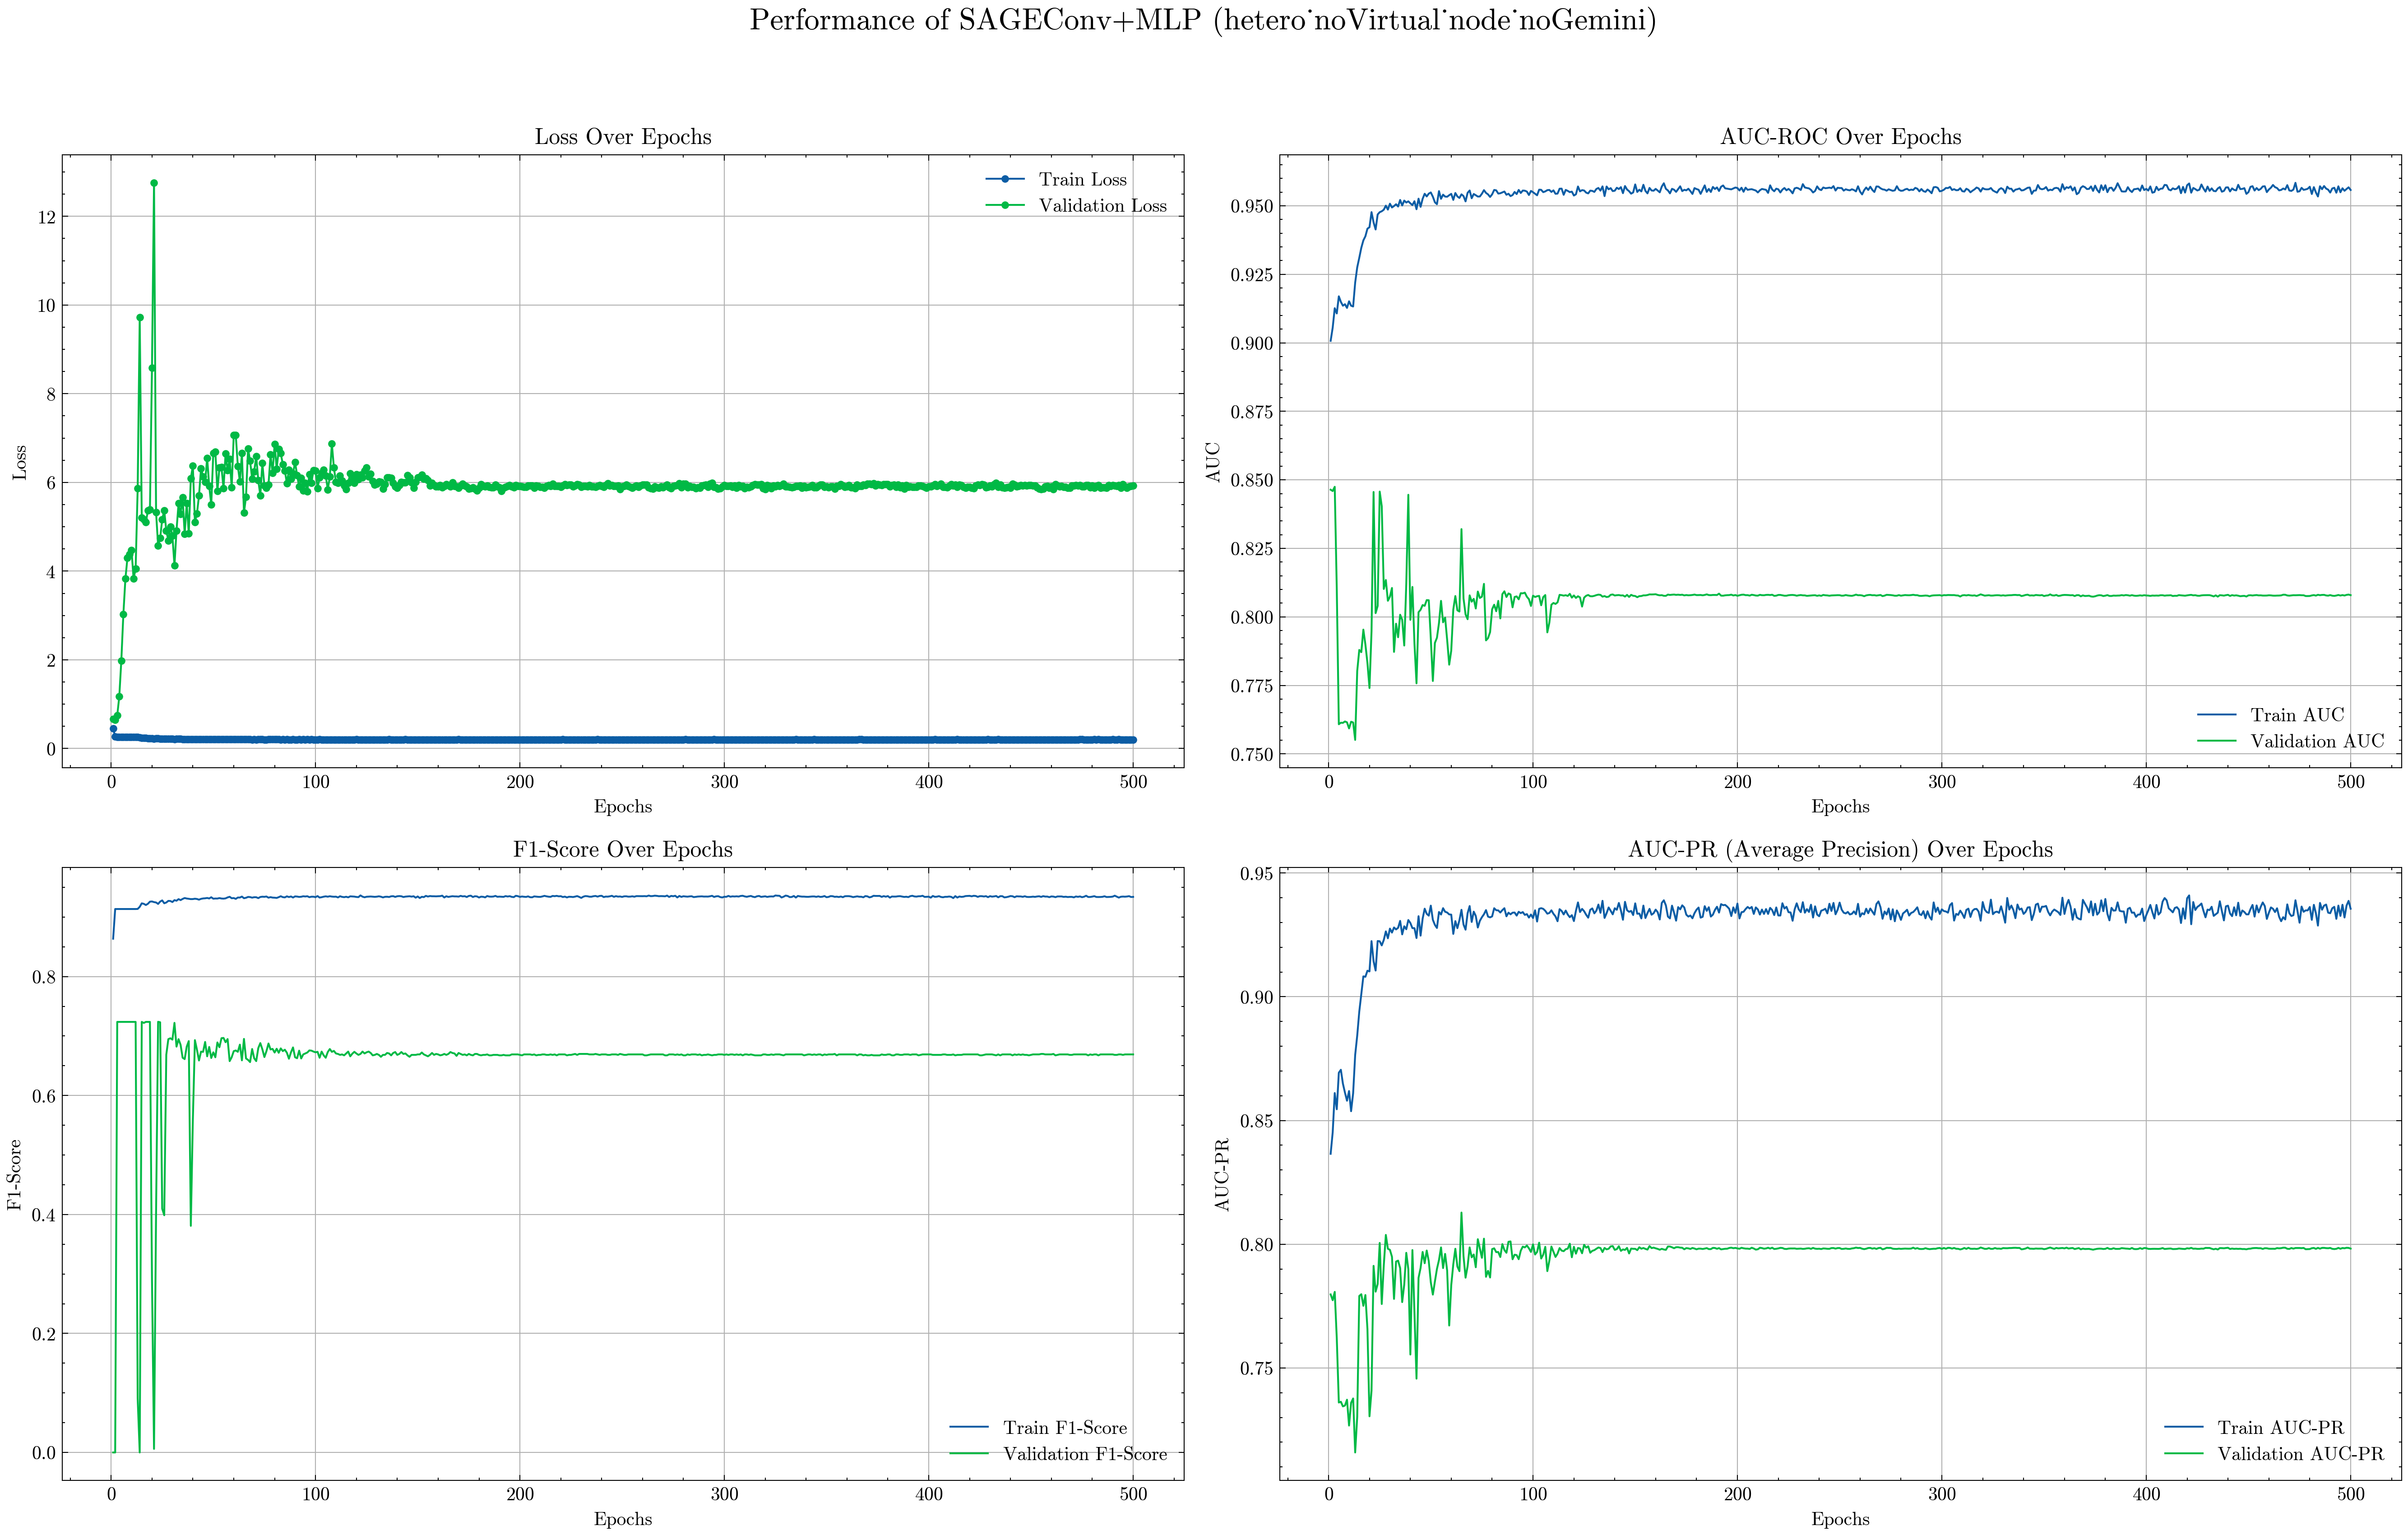 Performance of SAGEConv+MLP (hetero˙noVirtual˙node˙noGemini)
Loss Over Epochs
Train Loss
Validation Loss
12
10
8
6
4
2
0
Loss
0 100 200 300 400 500
Epochs
AUC-ROC Over Epochs
0.950
0.925
0.900
0.875
0.850
0.825
0.800
0.775
0.750
AUC
Train AUC
Validation AUC
0 100 200 300 400 500
Epochs
F1-Score Over Epochs
0.8
0.6
0.4
0.2
0.0
F1-Score
Train F1-Score
Validation F1-Score
0 100 200 300 400 500
Epochs
AUC-PR (Average Precision) Over Epochs
0.95
0.90
0.85
0.80
0.75
AUC-PR
Train AUC-PR
Validation AUC-PR
0 100 200 300 400 500
Epochs